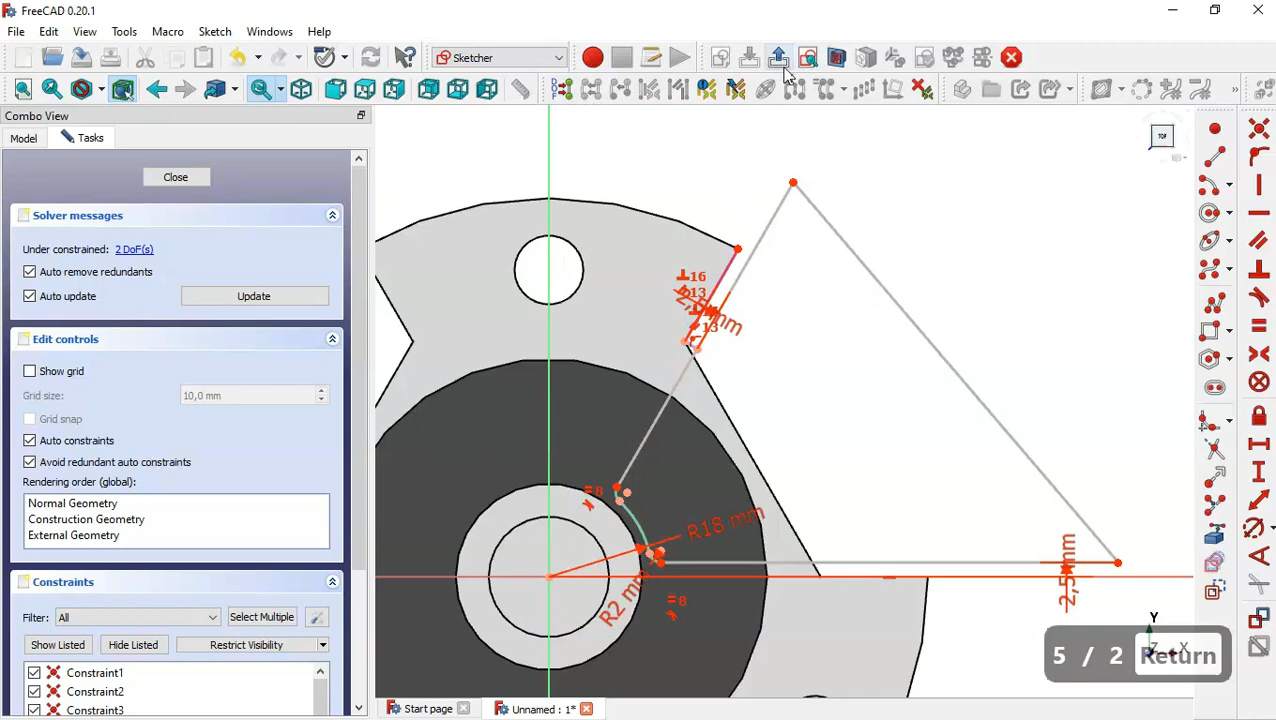 FreeCAD 0.20.1
File Edit View Tools Macro Sketch Windows Help
Sketcher
Combo View
Model Tasks
Close
Solver messages
Under constrained: 2 DoF(s)
Auto remove redundants
Auto update Update
Edit controls
Show grid
Grid size: 10,0 mm
Grid snap
Auto constraints
Avoid redundant auto constraints
Rendering order (global):
Normal Geometry
Construction Geometry
External Geometry
Constraints
Filter: All Select Multiple
Show Listed Hide Listed Restrict Visibility
Constraint1
Constraint2
Constraint3
TOP
16
13
13
8
R18 mm
R2 mm
8
Y
Z X
5 / 2 Return
Start page Unnamed : 1*